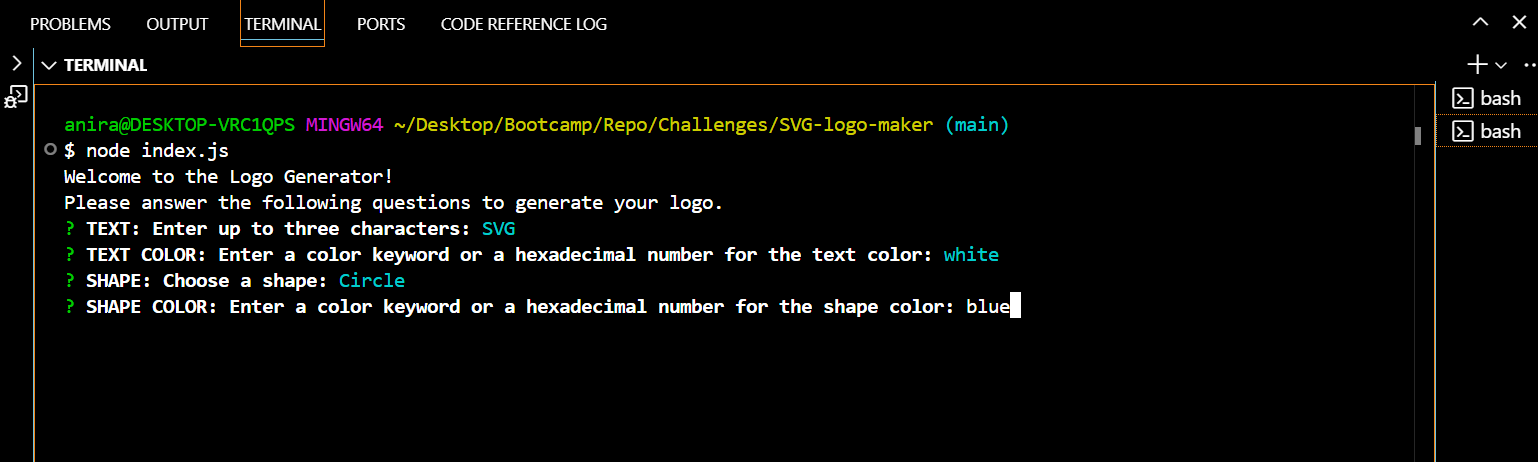 PROBLEMS OUTPUT TERMINAL PORTS CODE REFERENCE LOG
TERMINAL
bash
bash
anira@DESKTOP-VRC1QPS MINGW64 ~/Desktop/Bootcamp/Repo/Challenges/SVG-logo-maker (main)
$ node index.js
Welcome to the Logo Generator!
Please answer the following questions to generate your logo.
? TEXT: Enter up to three characters: SVG
? TEXT COLOR: Enter a color keyword or a hexadecimal number for the text color: white
? SHAPE: Choose a shape: Circle
? SHAPE COLOR: Enter a color keyword or a hexadecimal number for the shape color: blue